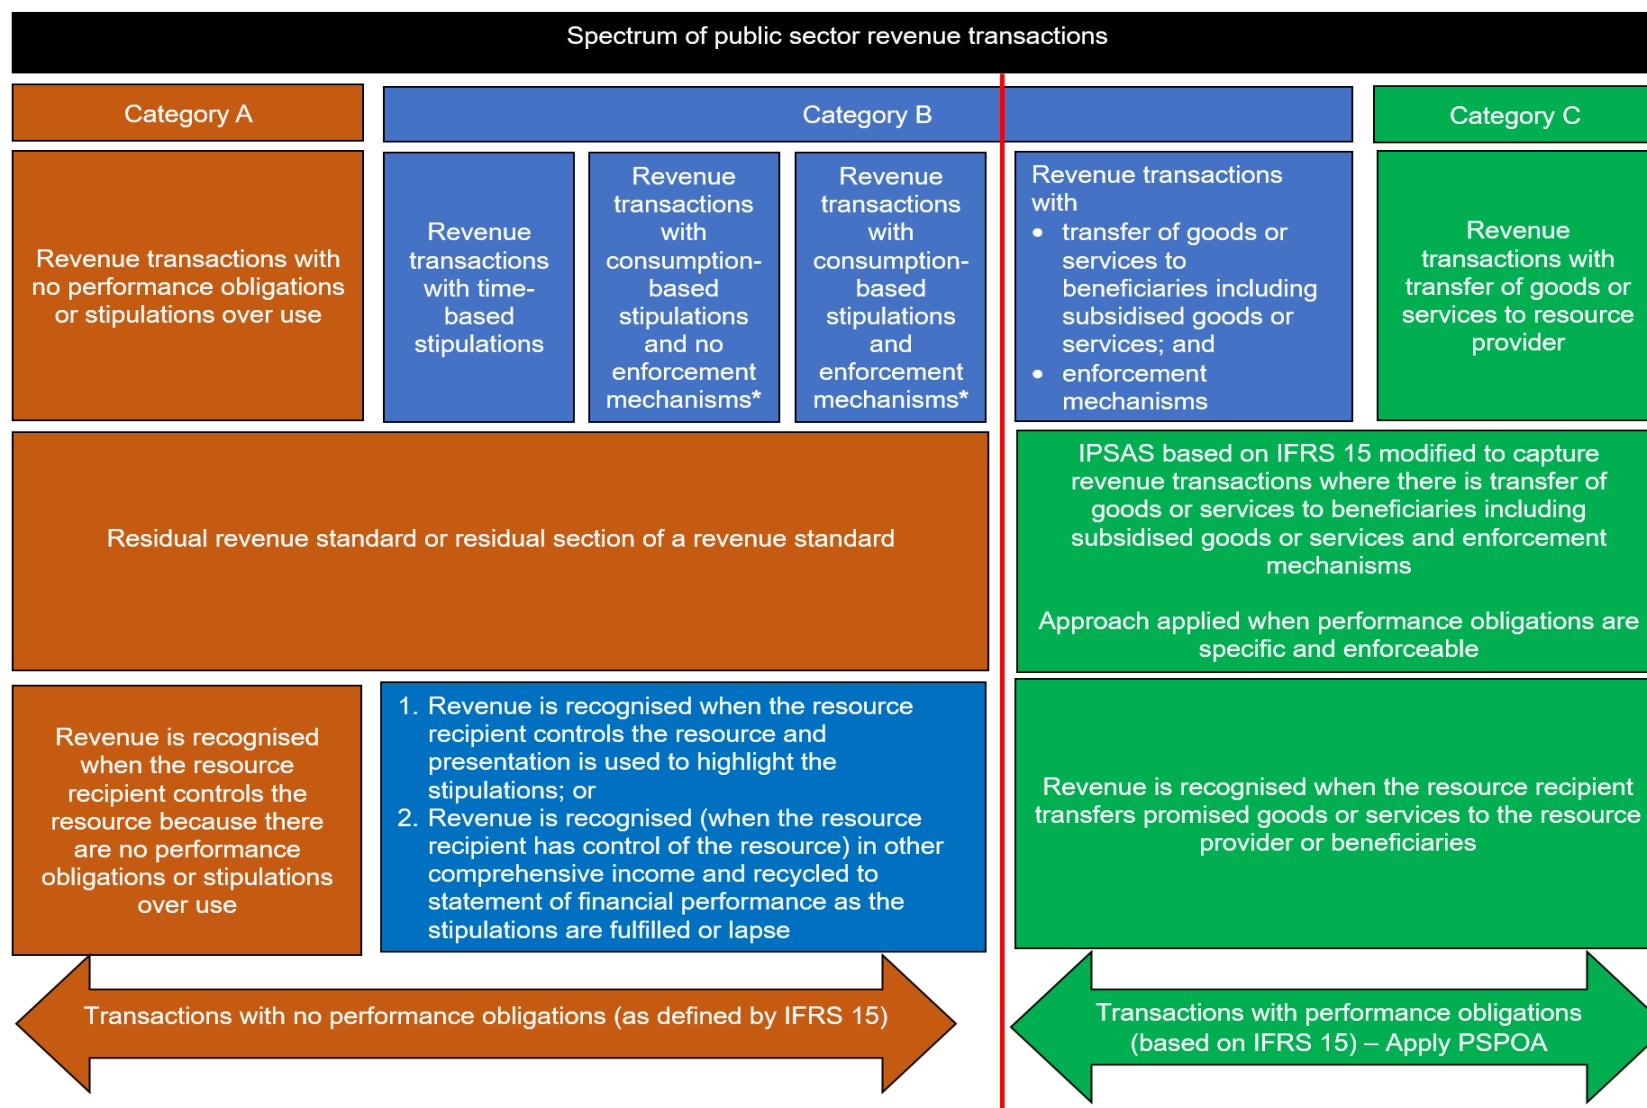 Spectrum of public sector revenue transactions
Category A
Category B
Category C
Revenue transactions with
no performance obligations
or stipulations over use
Revenue
transactions
with time-
based
stipulations
Revenue
transactions
with
consumption-
based
stipulations
and no
enforcement
mechanisms*
Revenue
transactions
with
consumption-
based
stipulations
and
enforcement
mechanisms*
Revenue transactions
with
• transfer of goods or
services to
beneficiaries including
subsidised goods or
services; and
• enforcement
mechanisms
Revenue
transactions with
transfer of goods or
services to resource
provider
Residual revenue standard or residual section of a revenue standard
IPSAS based on IFRS 15 modified to capture
revenue transactions where there is transfer of
goods or services to beneficiaries including
subsidised goods or services and enforcement
mechanisms
Approach applied when performance obligations are
specific and enforceable
Revenue is recognised
when the resource
recipient controls the
resource because there
are no performance
obligations or stipulations
over use
1. Revenue is recognised when the resource
recipient controls the resource and
presentation is used to highlight the
stipulations; or
2. Revenue is recognised (when the resource
recipient has control of the resource) in other
comprehensive income and recycled to
statement of financial performance as the
stipulations are fulfilled or lapse
Revenue is recognised when the resource recipient
transfers promised goods or services to the resource
provider or beneficiaries
Transactions with no performance obligations (as defined by IFRS 15)
Transactions with performance obligations
(based on IFRS 15) – Apply PSPOA